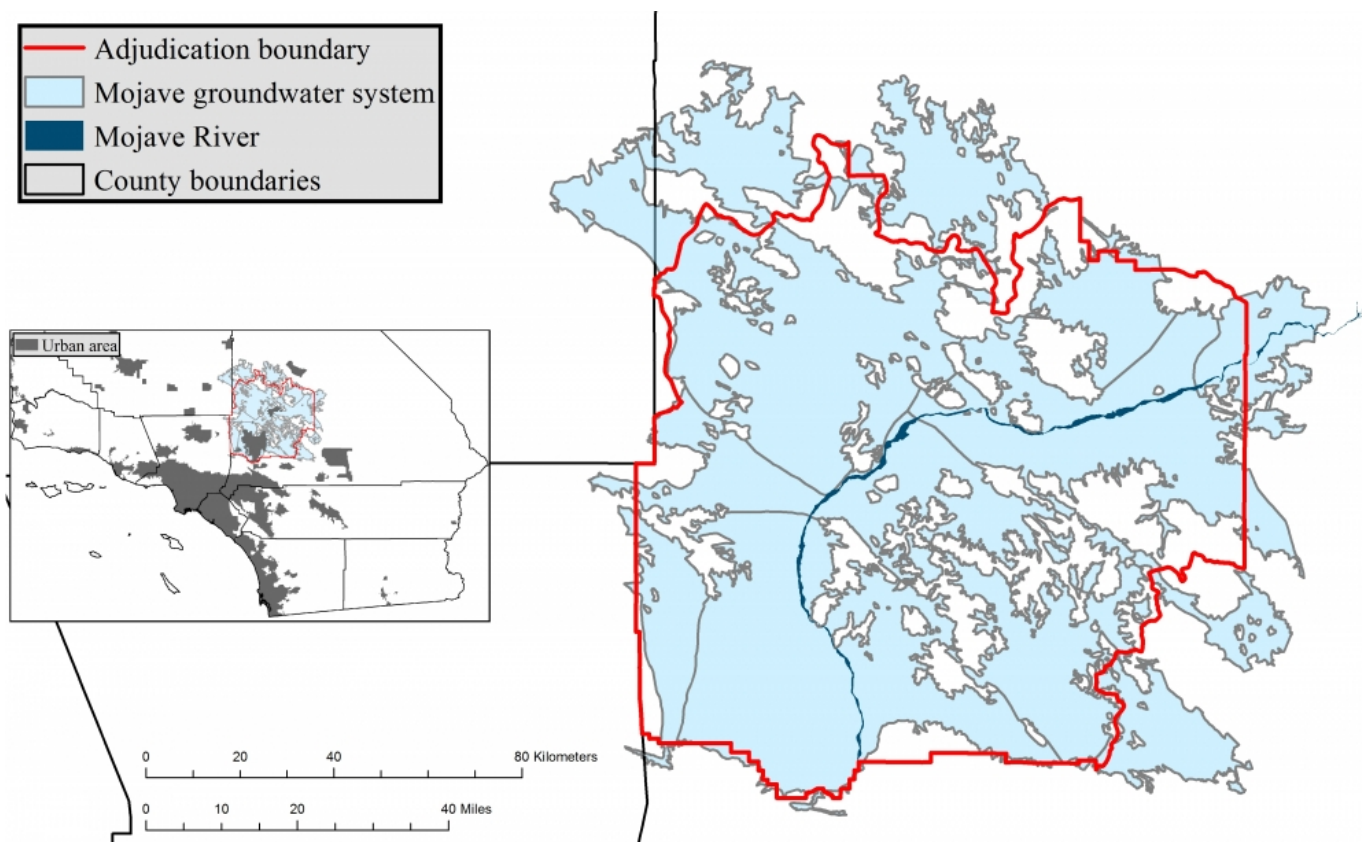 Adjudication boundary
Mojave groundwater system
Mojave River
County boundaries
Urban area
0 20 40 80 Kilometers
0 10 20 40 Miles